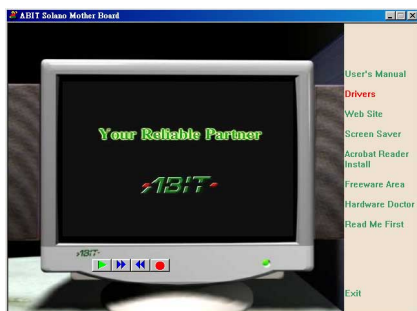 ABIT Solano Mother Board
User's Manual
Drivers
Web Site
Your Reliable Partner
Screen Saver
Acrobat Reader
Install
ABIT
Freeware Area
Hardware Doctor
Read Me First
ABIT
Exit